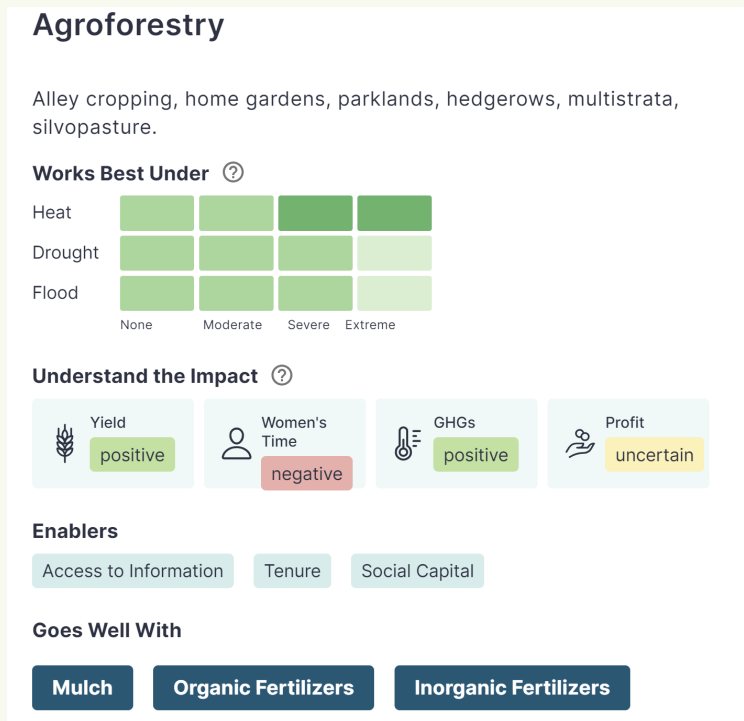 Agroforestry
Alley cropping, home gardens, parklands, hedgerows, multistrata,
silvopasture.
Works Best Under ?
Heat
Drought
Flood
None Moderate Severe Extreme
Understand the Impact ?
Yield
positive
Women's
Time
negative
GHGs
positive
Profit
uncertain
Enablers
Access to Information Tenure Social Capital
Goes Well With
Mulch Organic Fertilizers Inorganic Fertilizers